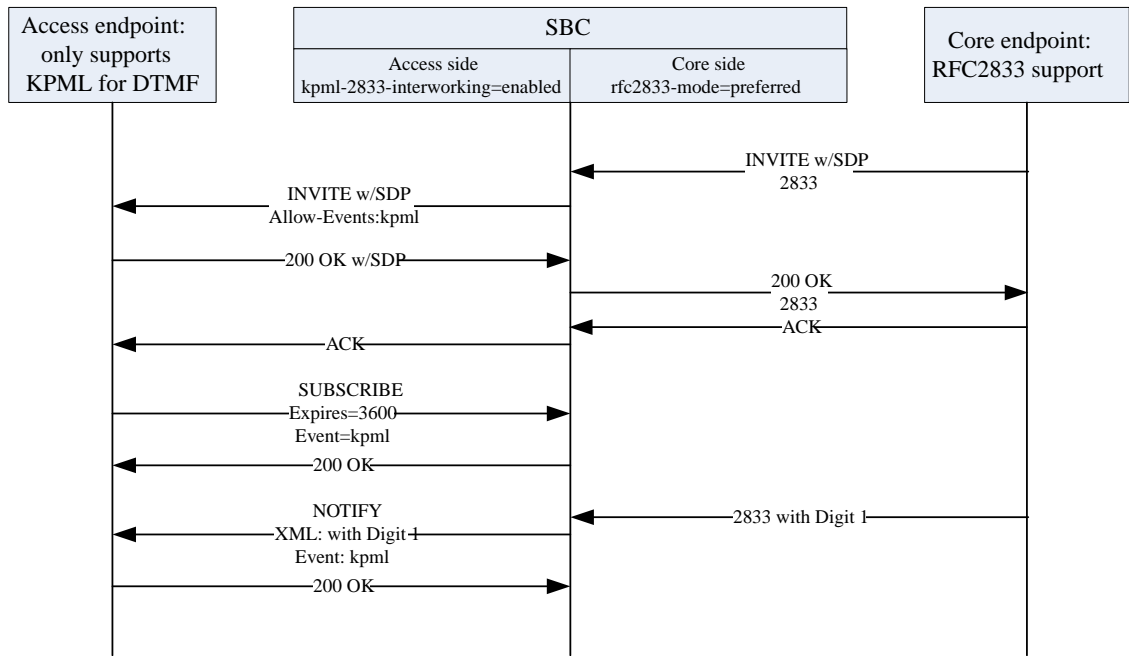 Access endpoint:
only supports
KPML for DTMF
SBC
Access side
kpml-2833-interworking=enabled
Core side
rfc2833-mode=preferred
Core endpoint:
RFC2833 support
INVITE w/SDP
2833
INVITE w/SDP
Allow-Events:kpml
200 OK w/SDP
200 OK
2833
ACK
ACK
SUBSCRIBE
Expires=3600
Event=kpml
200 OK
2833 with Digit 1
NOTIFY
XML: with Digit 1
Event: kpml
200 OK